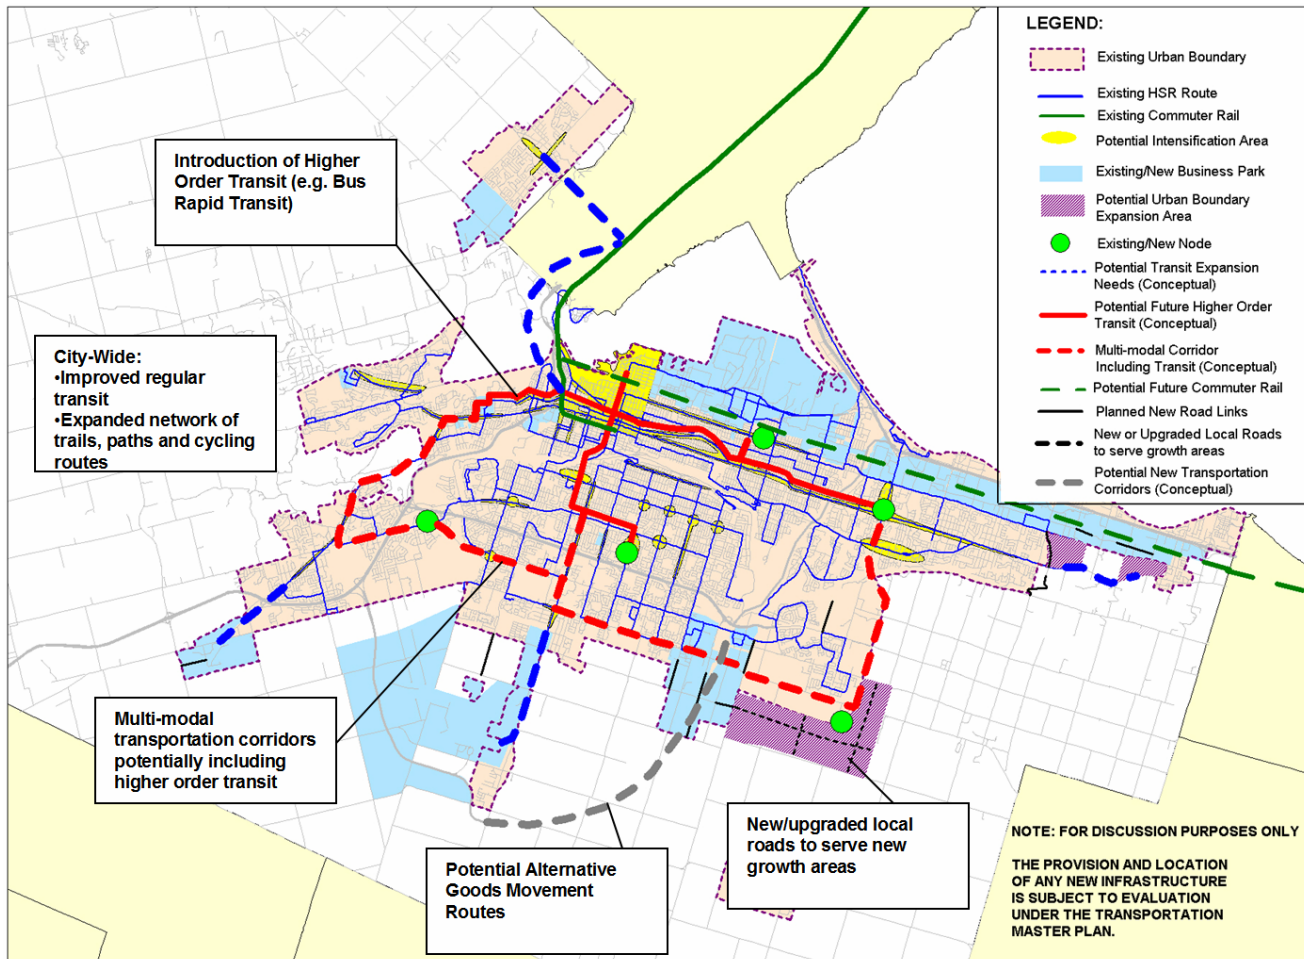 LEGEND:
Existing Urban Boundary
Existing HSR Route
Existing Commuter Rail
Potential Intensification Area
Existing/New Business Park
Potential Urban Boundary
Expansion Area
Existing/New Node
Potential Transit Expansion
Needs (Conceptual)
Potential Future Higher Order
Transit (Conceptual)
Multi-modal Corridor
Including Transit (Conceptual)
Potential Future Commuter Rail
Planned New Road Links
New or Upgraded Local Roads
to serve growth areas
Potential New Transportation
Corridors (Conceptual)
Introduction of Higher
Order Transit (e.g. Bus
Rapid Transit)
City-Wide:
•Improved regular
transit
•Expanded network of
trails, paths and cycling
routes
Multi-modal
transportation corridors
potentially including
higher order transit
Potential Alternative
Goods Movement
Routes
New/upgraded local
roads to serve new
growth areas
NOTE: FOR DISCUSSION PURPOSES ONLY
THE PROVISION AND LOCATION
OF ANY NEW INFRASTRUCTURE
IS SUBJECT TO EVALUATION
UNDER THE TRANSPORTATION
MASTER PLAN.